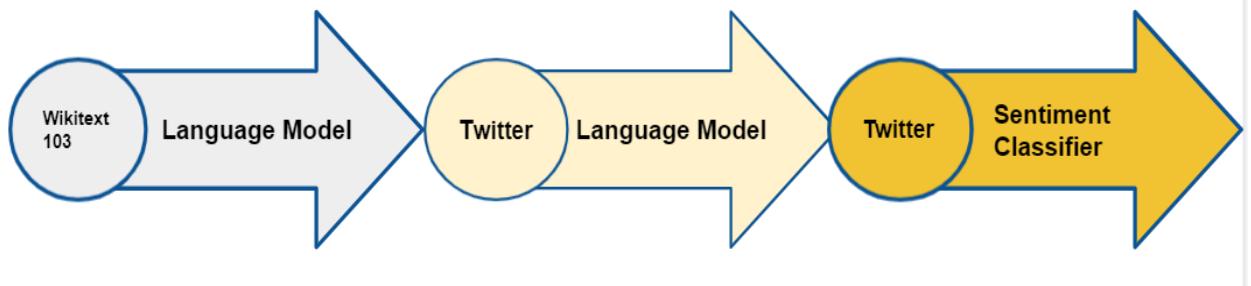 Wikitext
103
Language Model
Twitter
Language Model
Twitter
Sentiment
Classifier